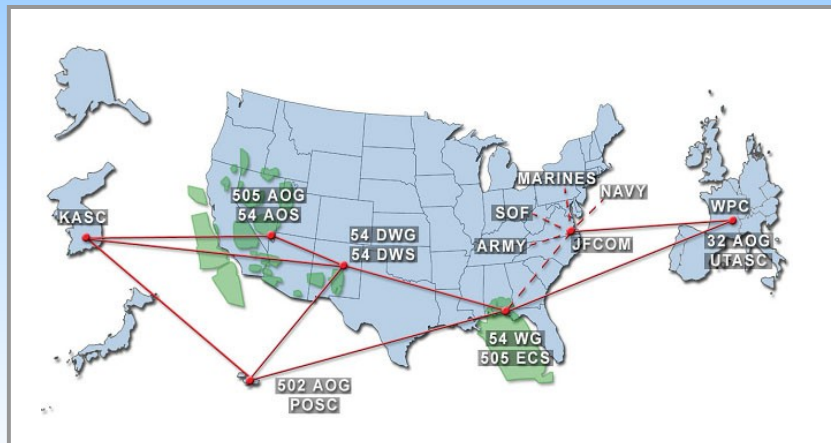 MARINES
NAVY
505 AOG
54 AOS
KASC
SOF
WPC
54 DWG
54 DWS
ARMY
JFCOM
32 AOG
UTASC
54 WG
505 ECS
502 AOG
POSC